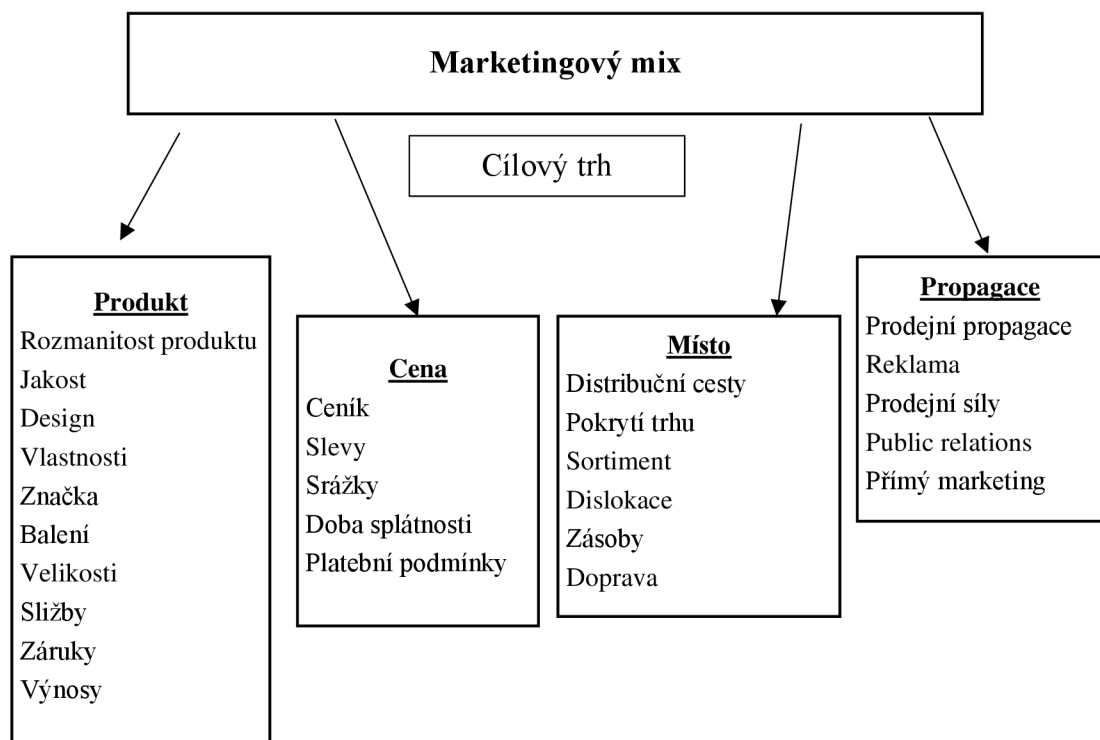 Marketingový mix
Cílový trh
Produkt
Rozmanitost produktu
Jakost
Design
Vlastnosti
Značka
Balení
Velikosti
Sližby
Záruky
Výnosy
Cena
Ceník
Slevy
Srážky
Doba splátnosti
Platební podmínky
Místo
Distribuční cesty
Pokrytí trhu
Sortiment
Dislokace
Zásoby
Doprava
Propagace
Prodejní propagace
Reklama
Prodejní síly
Public relations
Přímý marketing